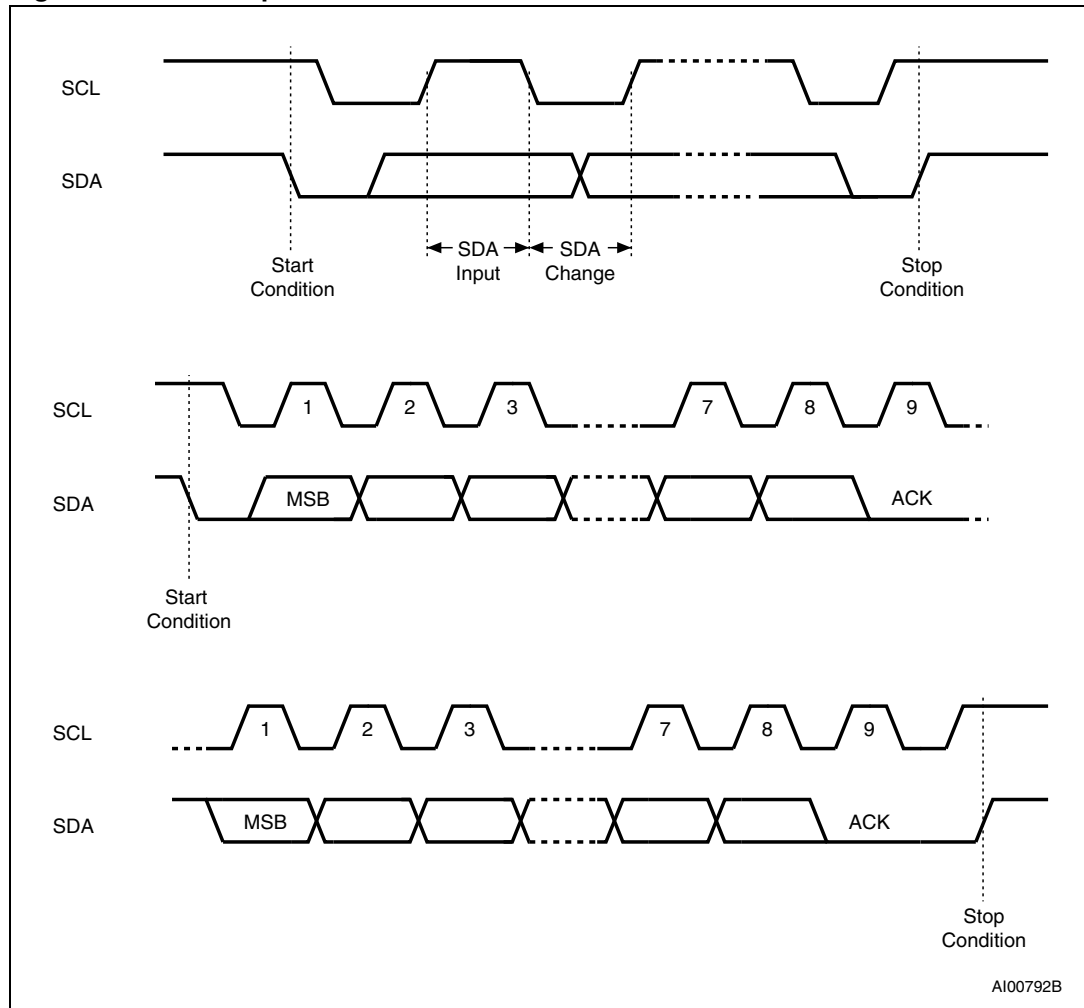 SCL
SDA
SDA
Input
SDA
Change
Start
Condition
Stop
Condition
SCL
1 2 3 7 8 9
SDA
MSB ACK
Start
Condition
SCL
1 2 3 7 8 9
SDA
MSB ACK
Stop
Condition
AI00792B